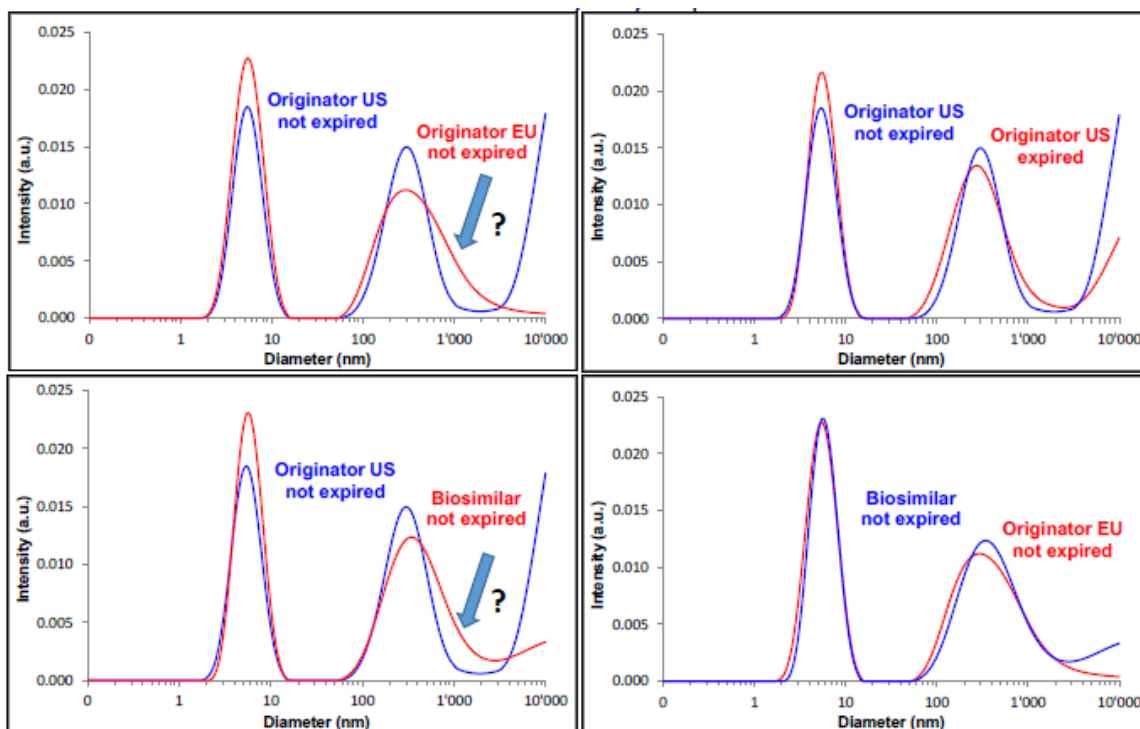 0.025
0.020
0.015
0.010
0.005
0.000
Intensity (a.u.)
Originator US
not expired
Originator EU
not expired
?
0 1 10 100 1'000 10'000
Diameter (nm)
0.025
0.020
0.015
0.010
0.005
0.000
Intensity (a.u.)
Originator US
not expired
Originator US
expired
0 1 10 100 1'000 10'000
Diameter (nm)
0.025
0.020
0.015
0.010
0.005
0.000
Intensity (a.u.)
Originator US
not expired
Biosimilar
not expired
?
0 1 10 100 1'000 10'000
Diameter (nm)
0.025
0.020
0.015
0.010
0.005
0.000
Intensity (a.u.)
Biosimilar
not expired
Originator EU
not expired
0 1 10 100 1'000 10'000
Diameter (nm)